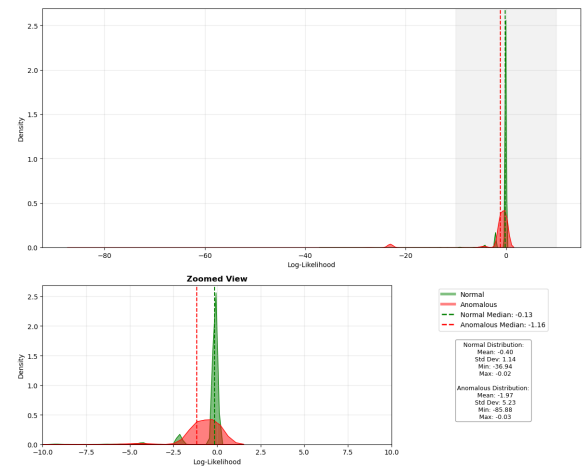 2.5
2.0
1.5
1.0
0.5
0.0
Density
−80
−60
−40
−20
0
Log-Likelihood
Zoomed View
2.5
2.0
1.5
1.0
0.5
0.0
Density
−10.0
−7.5
−5.0
−2.5
0.0
2.5
5.0
7.5
10.0
Log-Likelihood
Normal
Anomalous
Normal Median: -0.13
Anomalous Median: -1.16
Normal Distribution:
Mean: -0.40
Std Dev: 1.14
Min: -36.94
Max: -0.02
Anomalous Distribution:
Mean: -1.97
Std Dev: 5.23
Min: -85.88
Max: -0.03